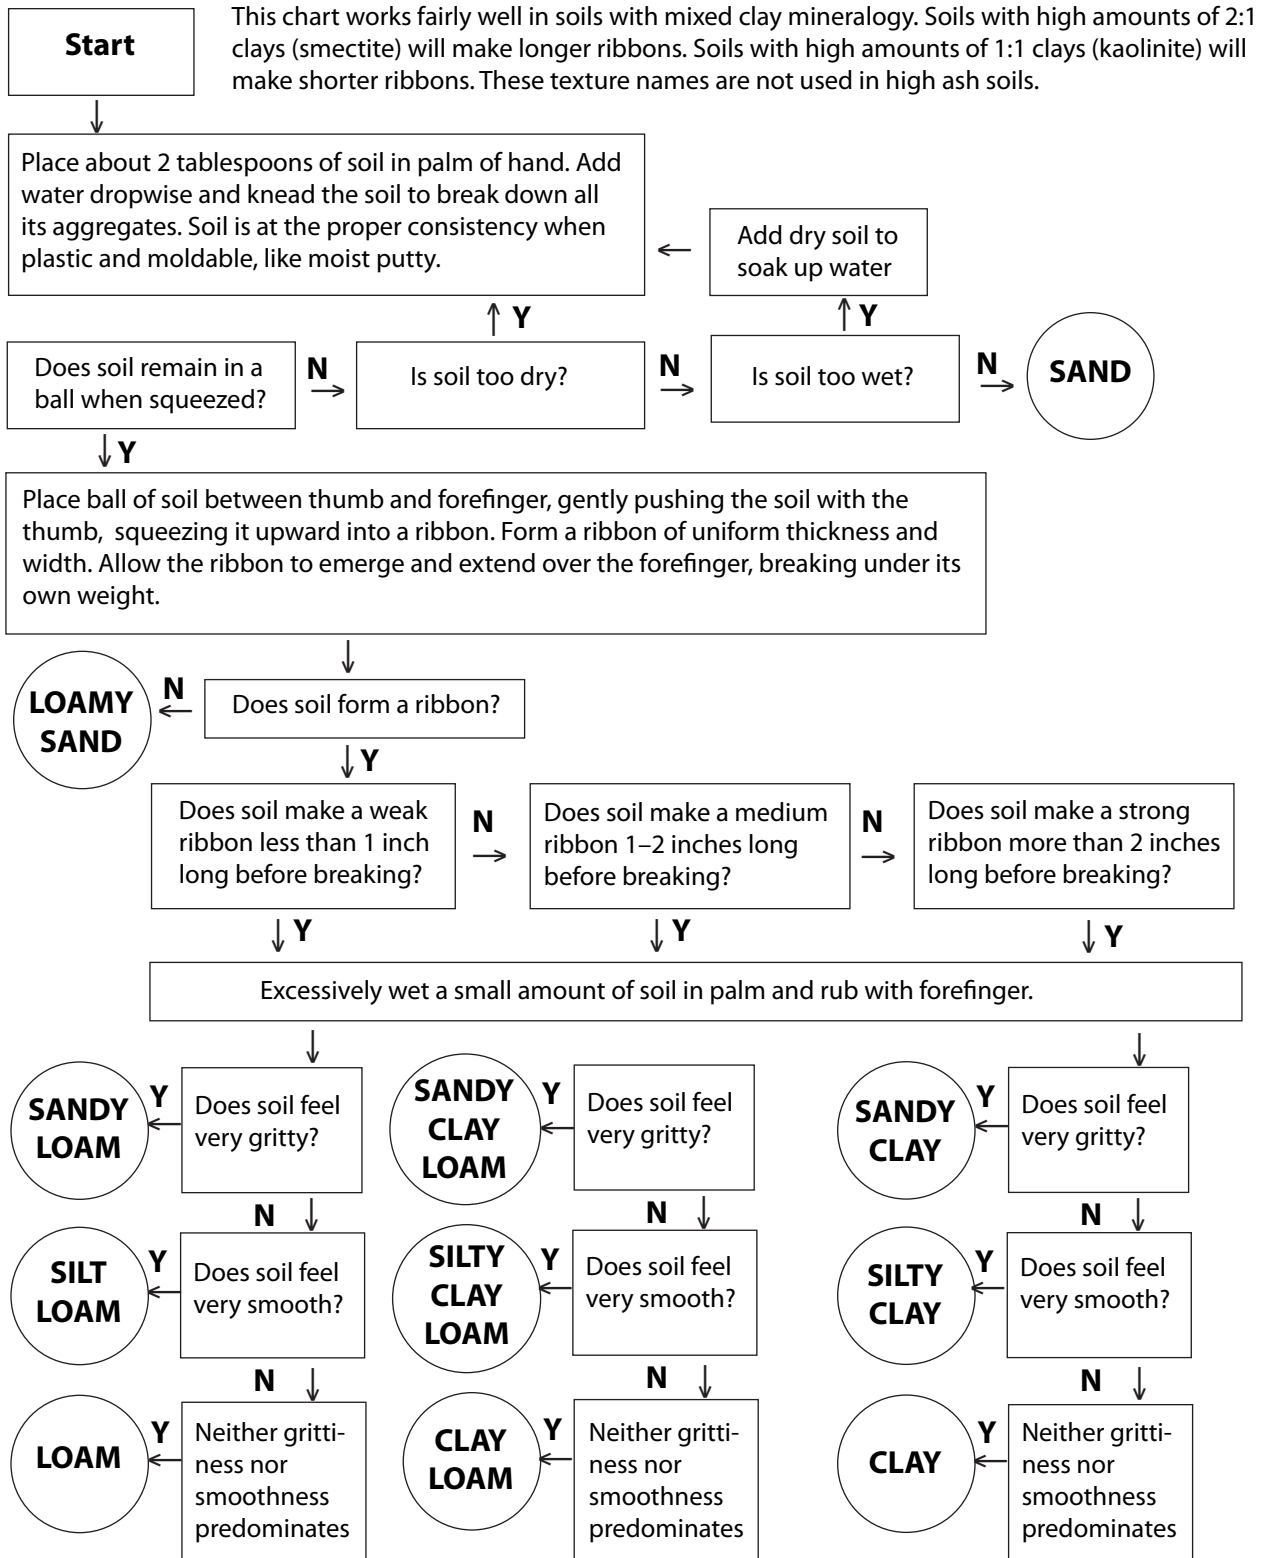 Start
This chart works fairly well in soils with mixed clay mineralogy. Soils with high amounts of 2:1
clays (smectite) will make longer ribbons. Soils with high amounts of 1:1 clays (kaolinite) will
make shorter ribbons. These texture names are not used in high ash soils.
Place about 2 tablespoons of soil in palm of hand. Add
water dropwise and knead the soil to break down all
its aggregates. Soil is at the proper consistency when
plastic and moldable, like moist putty.
Add dry soil to
soak up water
Y
Y
Does soil remain in a
ball when squeezed?
N
Is soil too dry?
N
Is soil too wet?
N
SAND
Y
Place ball of soil between thumb and forefinger, gently pushing the soil with the
thumb, squeezing it upward into a ribbon. Form a ribbon of uniform thickness and
width. Allow the ribbon to emerge and extend over the forefinger, breaking under its
own weight.
LOAMY
SAND
N
Does soil form a ribbon?
Y
Does soil make a weak
ribbon less than 1 inch
long before breaking?
N
Does soil make a medium
ribbon 1–2 inches long
before breaking?
N
Does soil make a strong
ribbon more than 2 inches
long before breaking?
Y
Y
Y
Excessively wet a small amount of soil in palm and rub with forefinger.
SANDY
LOAM
Y
Does soil feel
very gritty?
SANDY
CLAY
LOAM
Y
Does soil feel
very gritty?
SANDY
CLAY
Y
Does soil feel
very gritty?
N
N
N
SILT
LOAM
Y
Does soil feel
very smooth?
SILTY
CLAY
LOAM
Y
Does soil feel
very smooth?
SILTY
CLAY
Y
Does soil feel
very smooth?
N
N
N
LOAM
Y
Neither gritti-
ness nor
smoothness
predominates
CLAY
LOAM
Y
Neither gritti-
ness nor
smoothness
predominates
CLAY
Y
Neither gritti-
ness nor
smoothness
predominates